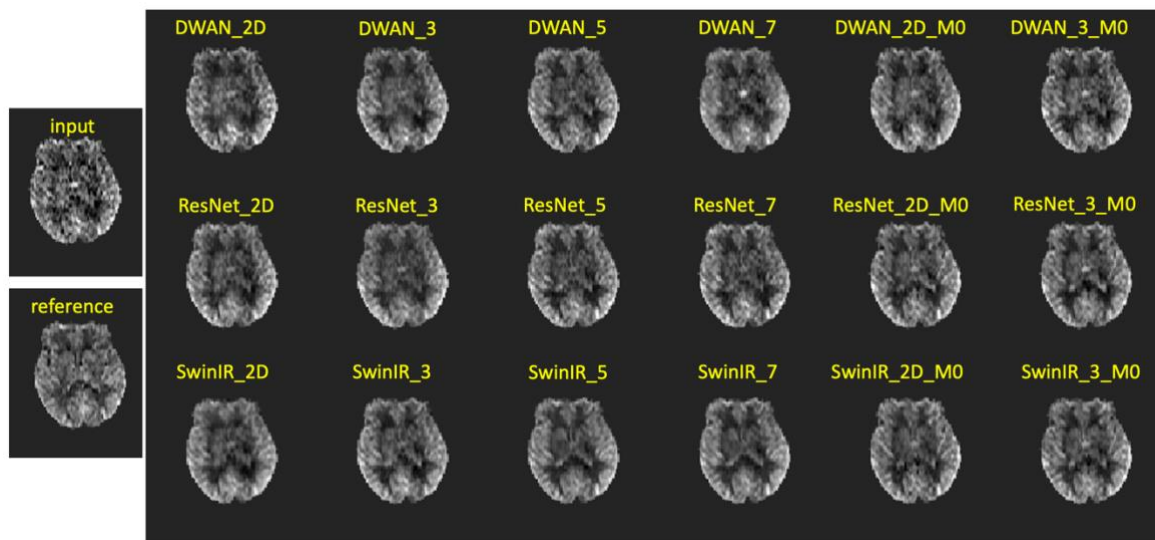 input
reference
DWAN_2D DWAN_3 DWAN_5 DWAN_7 DWAN_2D_M0 DWAN_3_M0
ResNet_2D ResNet_3 ResNet_5 ResNet_7 ResNet_2D_M0 ResNet_3_M0
SwinIR_2D SwinIR_3 SwinIR_5 SwinIR_7 SwinIR_2D_M0 SwinIR_3_M0